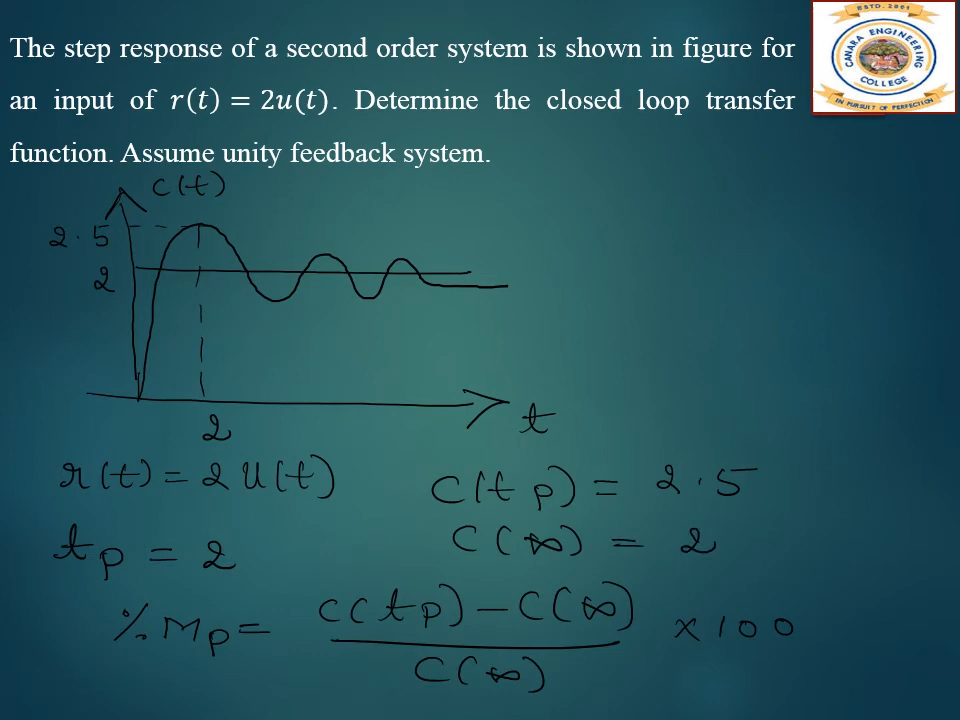 The step response of a second order system is shown in figure for
an input of r(t) = 2u(t). Determine the closed loop transfer
function. Assume unity feedback system.
ESTD. 2001
CANARA ENGINEERING
COLLEGE
IN PURSUIT OF PERFECTION
C(t)
2.5
2
2
t
r(t) = 2 U(t)
C(tp) = 2.5
tp = 2
C(∞) = 2
% Mp = C(tp) - C(∞) / C(∞) x 100